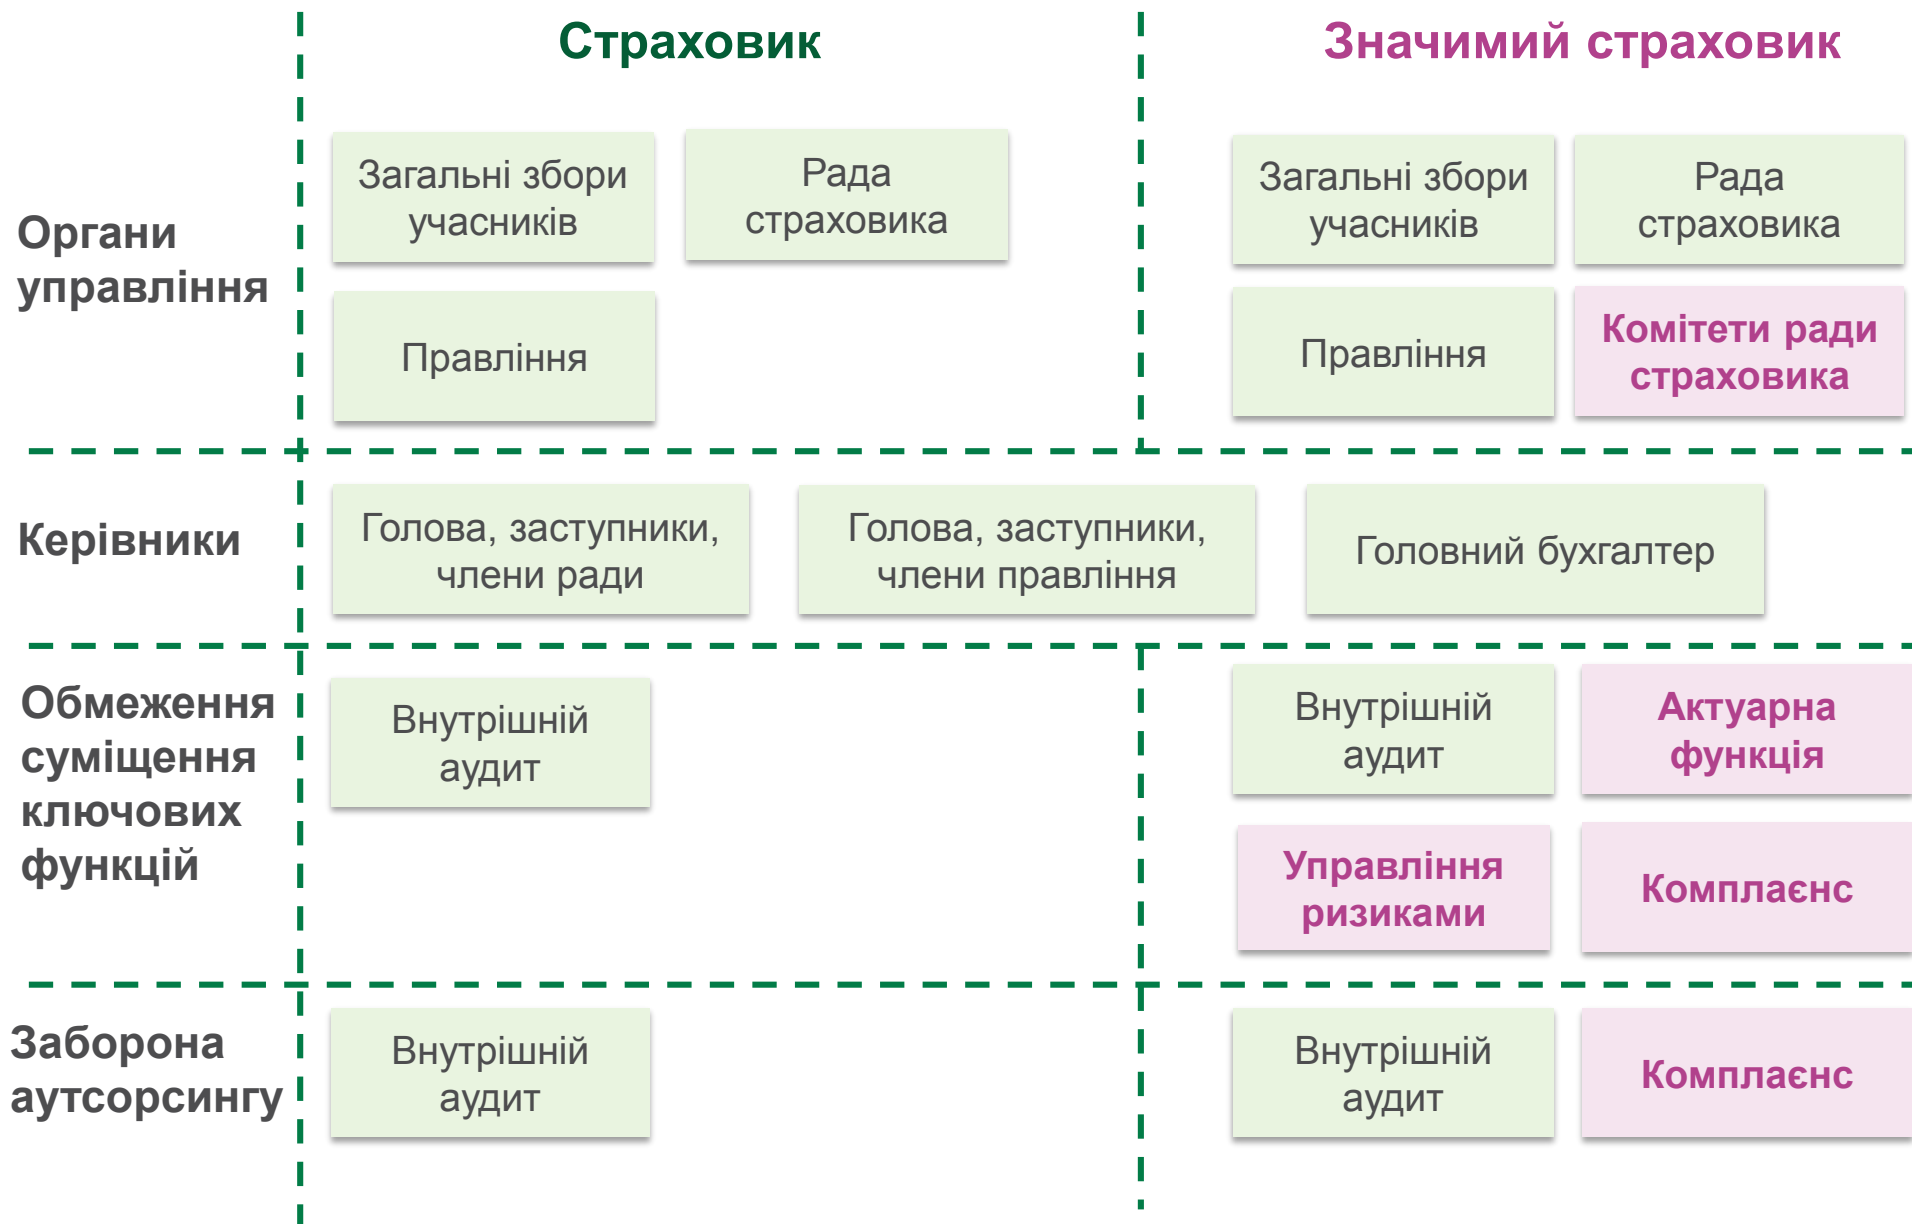 Страховик
Значимий страховик
Органи
управління
Загальні збори
учасників
Рада
страховика
Правління
Загальні збори
учасників
Рада
страховика
Правління
Комітети ради
страховика
Керівники
Голова, заступники,
члени ради
Голова, заступники,
члени правління
Головний бухгалтер
Обмеження
суміщення
ключових
функцій
Внутрішній
аудит
Внутрішній
аудит
Актуарна
функція
Управління
ризиками
Комплаєнс
Заборона
аутсорсингу
Внутрішній
аудит
Внутрішній
аудит
Комплаєнс